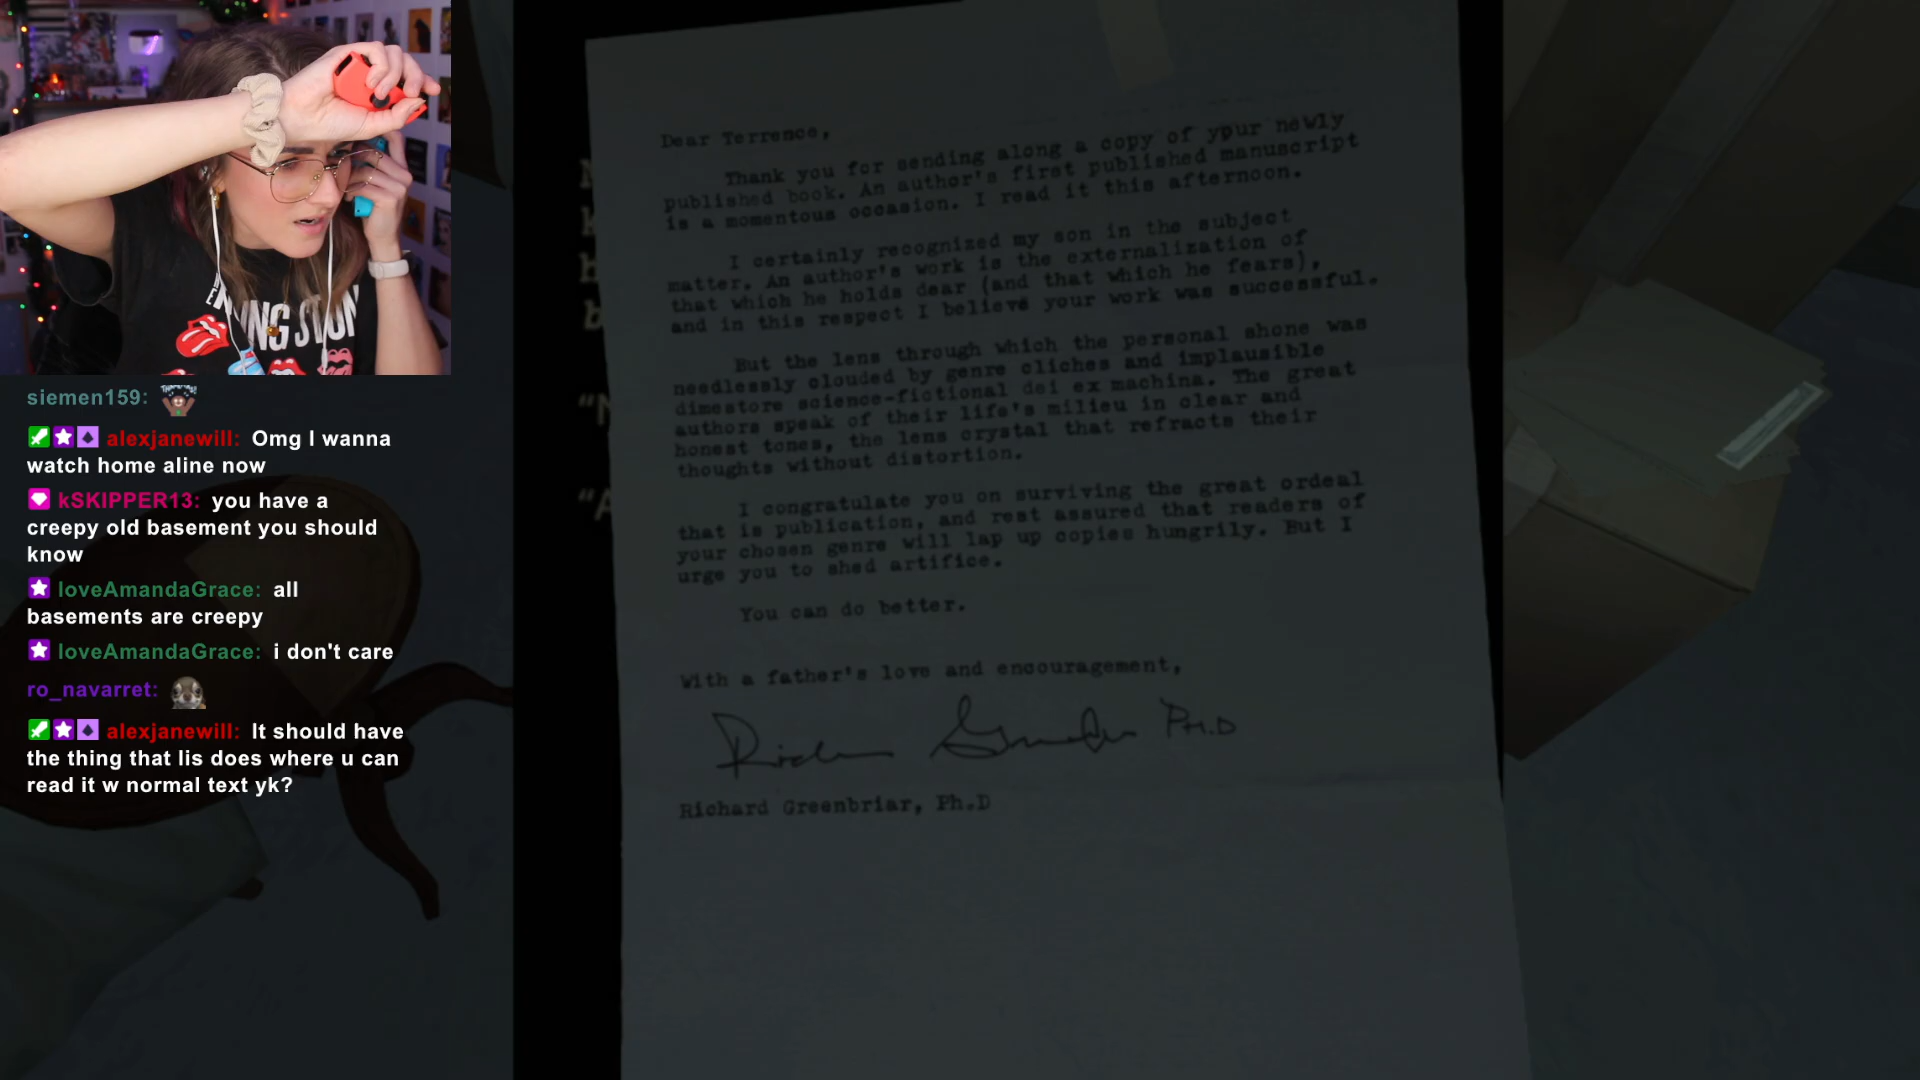 siemen159:
alexjanewill: Omg I wanna
watch home aline now
kSKIPPER13: you have a
creepy old basement you should
know
loveAmandaGrace: all
basements are creepy
loveAmandaGrace: i don't care
ro_navarret:
alexjanewill: It should have
the thing that lis does where u can
read it w normal text yk?
Dear Terrence,
Thank you for sending along a copy of your newly
published book. An author's first published manuscript
is a momentous occasion. I read it this afternoon.
I certainly recognized my son in the subject
matter. An author's work is the externalization of
that which he holds dear (and that which he fears),
and in this respect I believe your work was successful.
But the lens through which the personal shone was
needlessly clouded by genre cliches and implausible
dimestore science-fictional dei ex machina. The great
authors speak of their life's milieu in clear and
honest tones, the lens crystal that refracts their
thoughts without distortion.
I congratulate you on surviving the great ordeal
that is publication, and rest assured that readers of
your chosen genre will lap up copies hungrily. But I
urge you to shed artifice.
You can do better.
With a father's love and encouragement,
Ph.D
Richard Greenbriar, Ph.D